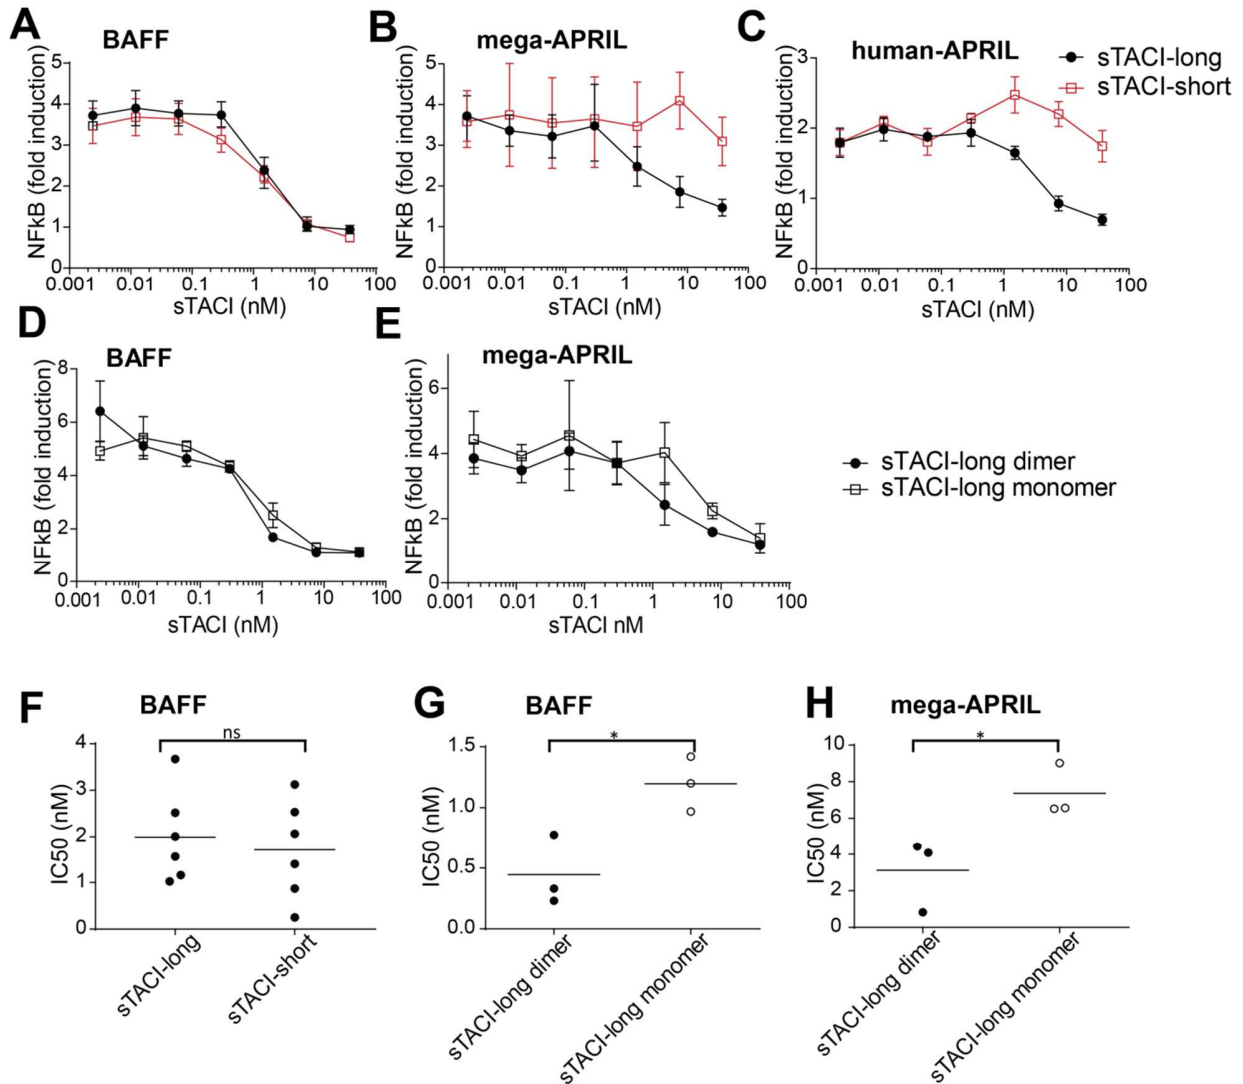 A
BAFF
NFkB (fold induction)
5
4
3
2
1
0
0.001 0.01 0.1 1 10 100
sTACI (nM)
B
mega-APRIL
NFkB (fold induction)
5
4
3
2
1
0
0.001 0.01 0.1 1 10 100
sTACI (nM)
C
human-APRIL
NFkB (fold induction)
3
2
1
0
0.001 0.01 0.1 1 10 100
sTACI (nM)
sTACI-long
sTACI-short
D
BAFF
NFkB (fold induction)
8
6
4
2
0
0.001 0.01 0.1 1 10 100
sTACI (nM)
E
mega-APRIL
NFkB (fold induction)
6
4
2
0
0.001 0.01 0.1 1 10 100
sTACI nM
sTACI-long dimer
sTACI-long monomer
F
BAFF
ns
IC50 (nM)
4
3
2
1
0
sTACI-long
sTACI-short
G
BAFF
*
IC50 (nM)
1.5
1.0
0.5
0.0
sTACI-long dimer
sTACI-long monomer
H
mega-APRIL
*
IC50 (nM)
10
8
6
4
2
0
sTACI-long dimer
sTACI-long monomer